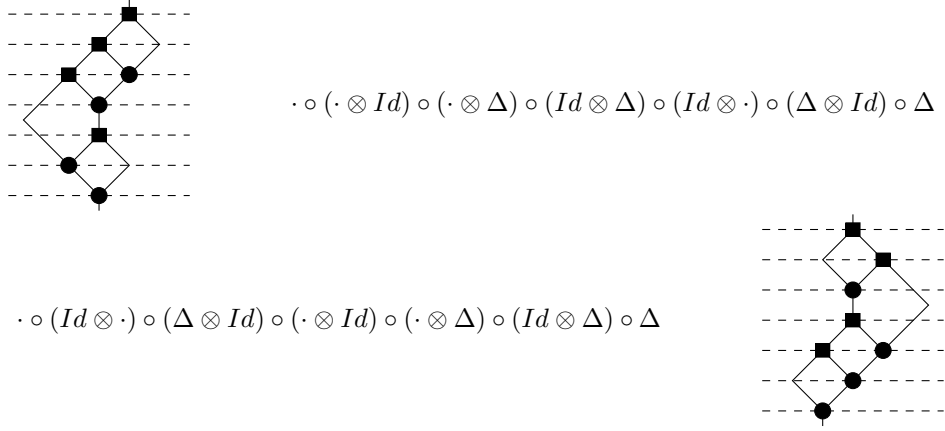 · ∘ (· ⊗ Id) ∘ (· ⊗ Δ) ∘ (Id ⊗ Δ) ∘ (Id ⊗ ·) ∘ (Δ ⊗ Id) ∘ Δ
· ∘ (Id ⊗ ·) ∘ (Δ ⊗ Id) ∘ (· ⊗ Id) ∘ (· ⊗ Δ) ∘ (Id ⊗ Δ) ∘ Δ